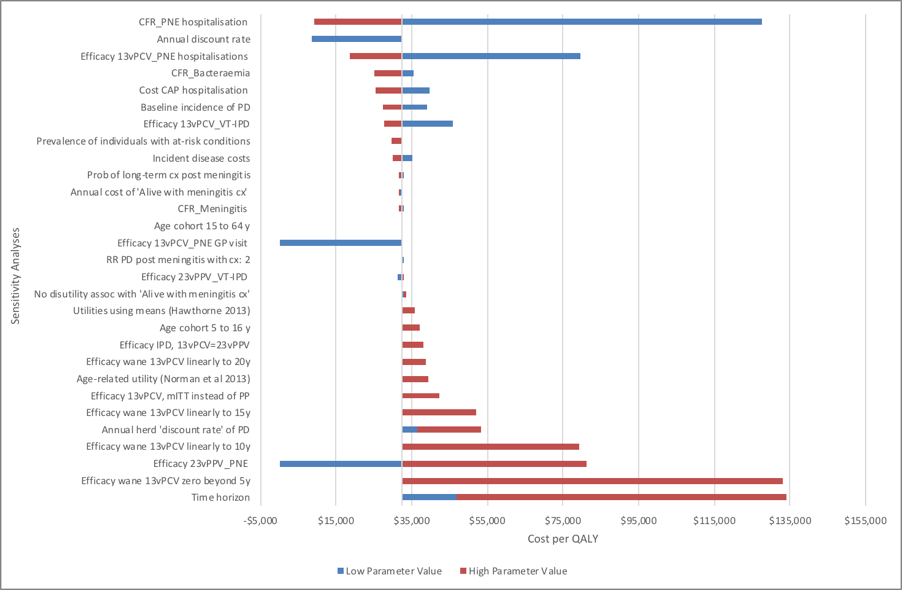 CFR_PNE hospitalisation
Annual discount rate
Efficacy 13vPCV_PNE hospitalisations
CFR_Bacteraemia
Cost CAP hospitalisation
Baseline incidence of PD
Efficacy 13vPCV_VT-IPD
Prevalence of individuals with at-risk conditions
Incident disease costs
Prob of long-term cx post meningitis
Annual cost of 'Alive with meningitis cx'
CFR_Meningitis
Age cohort 15 to 64 y
Efficacy 13vPCV_PNE GP visit
RR PD post meningitis with cx: 2
Efficacy 23vPPV_VT-IPD
No disutility assoc with 'Alive with meningitis cx'
Utilities using means (Hawthorne 2013)
Age cohort 5 to 16 y
Efficacy IPD, 13vPCV=23vPPV
Efficacy wane 13vPCV linearly to 20y
Age-related utility (Norman et al 2013)
Efficacy 13vPCV, mITT instead of PP
Efficacy wane 13vPCV linearly to 15y
Annual herd 'discount rate' of PD
Efficacy wane 13vPCV linearly to 10y
Efficacy 23vPPV_PNE
Efficacy wane 13vPCV zero beyond 5y
Time horizon
Sensitivity Analyses
-$5,000 $15,000 $35,000 $55,000 $75,000 $95,000 $115,000 $135,000 $155,000
Cost per QALY
Low Parameter Value High Parameter Value